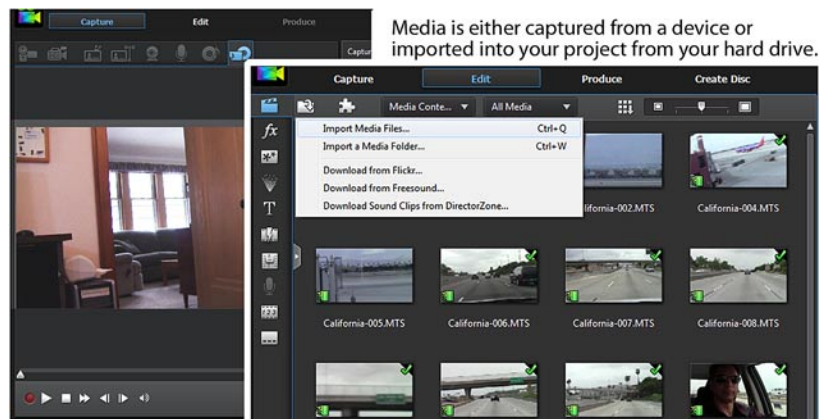 Capture Edit Produce
Media is either captured from a device or
imported into your project from your hard drive.
Captur
Capture Edit Produce Create Disc
Media Conte... All Media
Import Media Files... Ctrl+Q
Import a Media Folder... Ctrl+W
Download from Flickr...
Download from Freesound...
Download Sound Clips from DirectorZone...
fx
T
lifornia-002.MTS California-004.MTS
California-005.MTS California-006.MTS California-007.MTS California-008.MTS